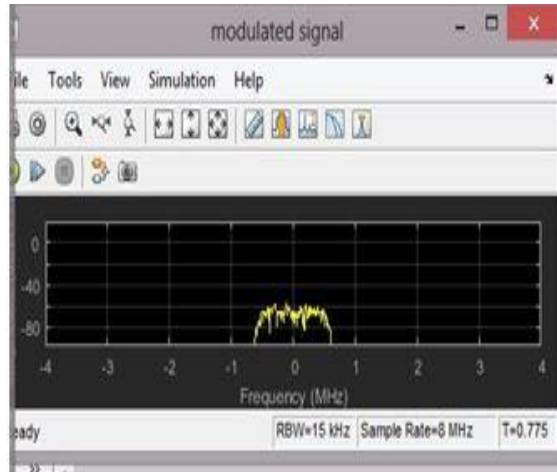 modulated signal
ile Tools View Simulation Help
0
-40
-80
-4 -3 -2 -1 0 1 2 3 4
Frequency (MHz)
eady RBW=15 kHz Sample Rate=8 MHz T=0.775